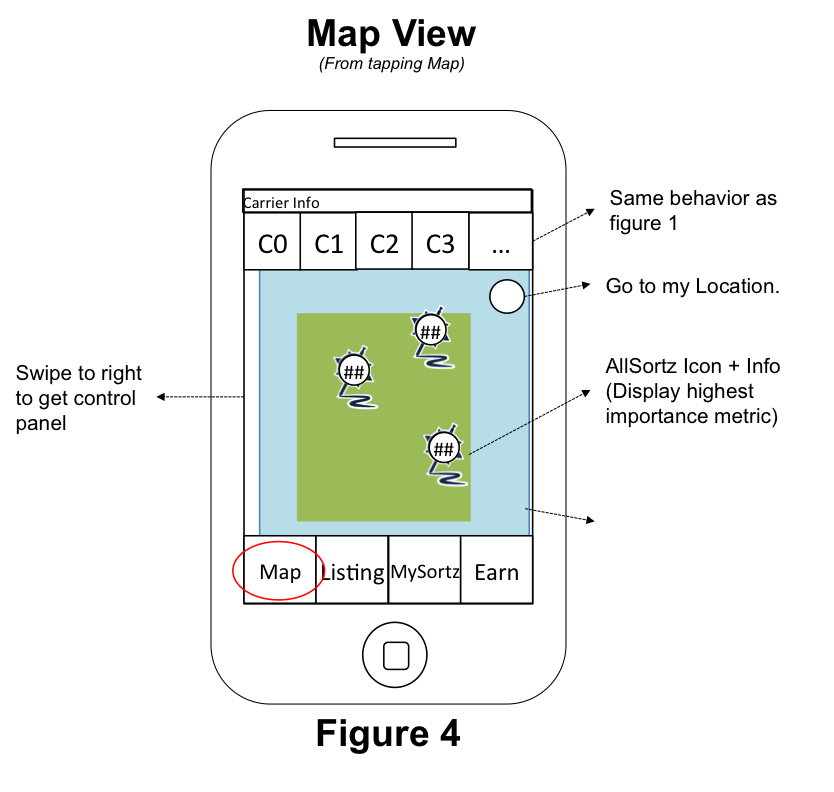 Map View
(From tapping Map)
Carrier Info
C0 C1 C2 C3 ...
Same behavior as
figure 1
Go to my Location.
##
##
##
AllSortz Icon + Info
(Display highest
importance metric)
Swipe to right
to get control
panel
Map Listing MySortz Earn
Figure 4